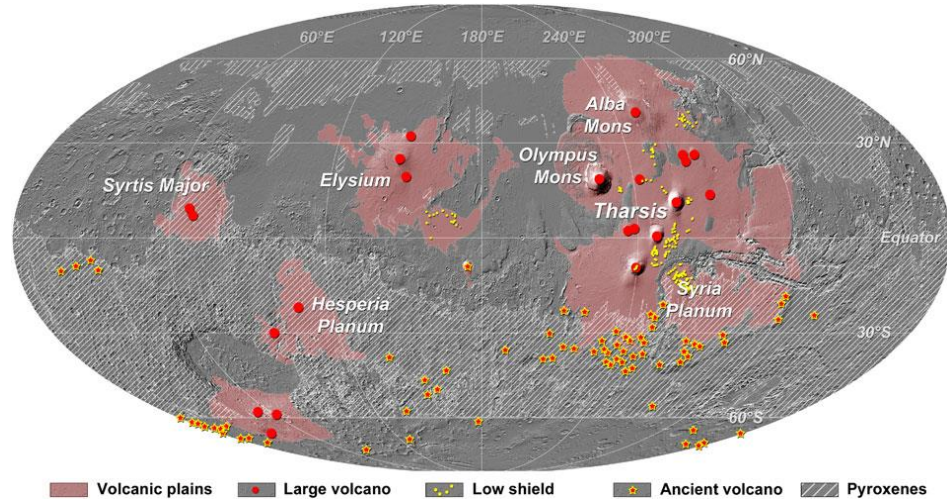 60°E 120°E 180°E 240°E 300°E
60°N
Alba
Mons
30°N
Olympus
Mons
Syrtis Major
Elysium
Tharsis
Equator
Syria
Planum
Hesperia
Planum
30°S
60°S
Volcanic plains Large volcano Low shield Ancient volcano Pyroxenes